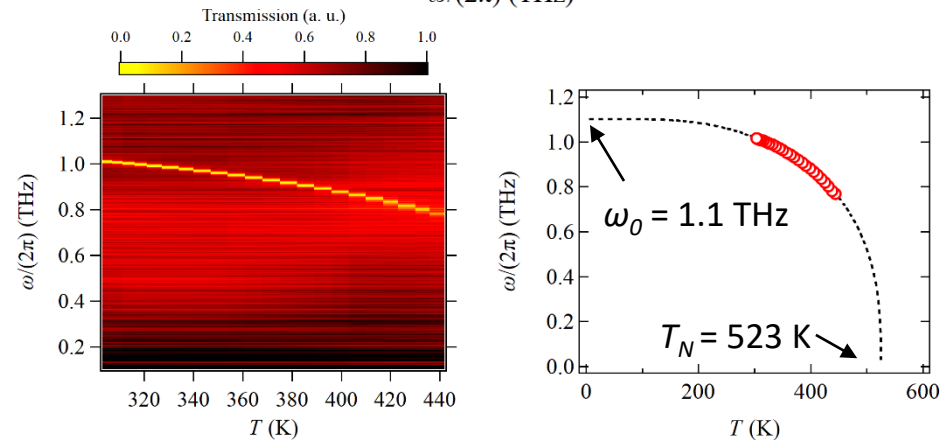 ω/(2π) (THz)
Transmission (a. u.)
0.0 0.2 0.4 0.6 0.8 1.0
1.2
1.0
0.8
0.6
0.4
0.2
ω/(2π) (THz)
320 340 360 380 400 420 440
T (K)
1.2
1.0
0.8
0.6
0.4
0.2
0.0
ω/(2π) (THz)
ω0 = 1.1 THz
TN = 523 K
0 200 400 600
T (K)